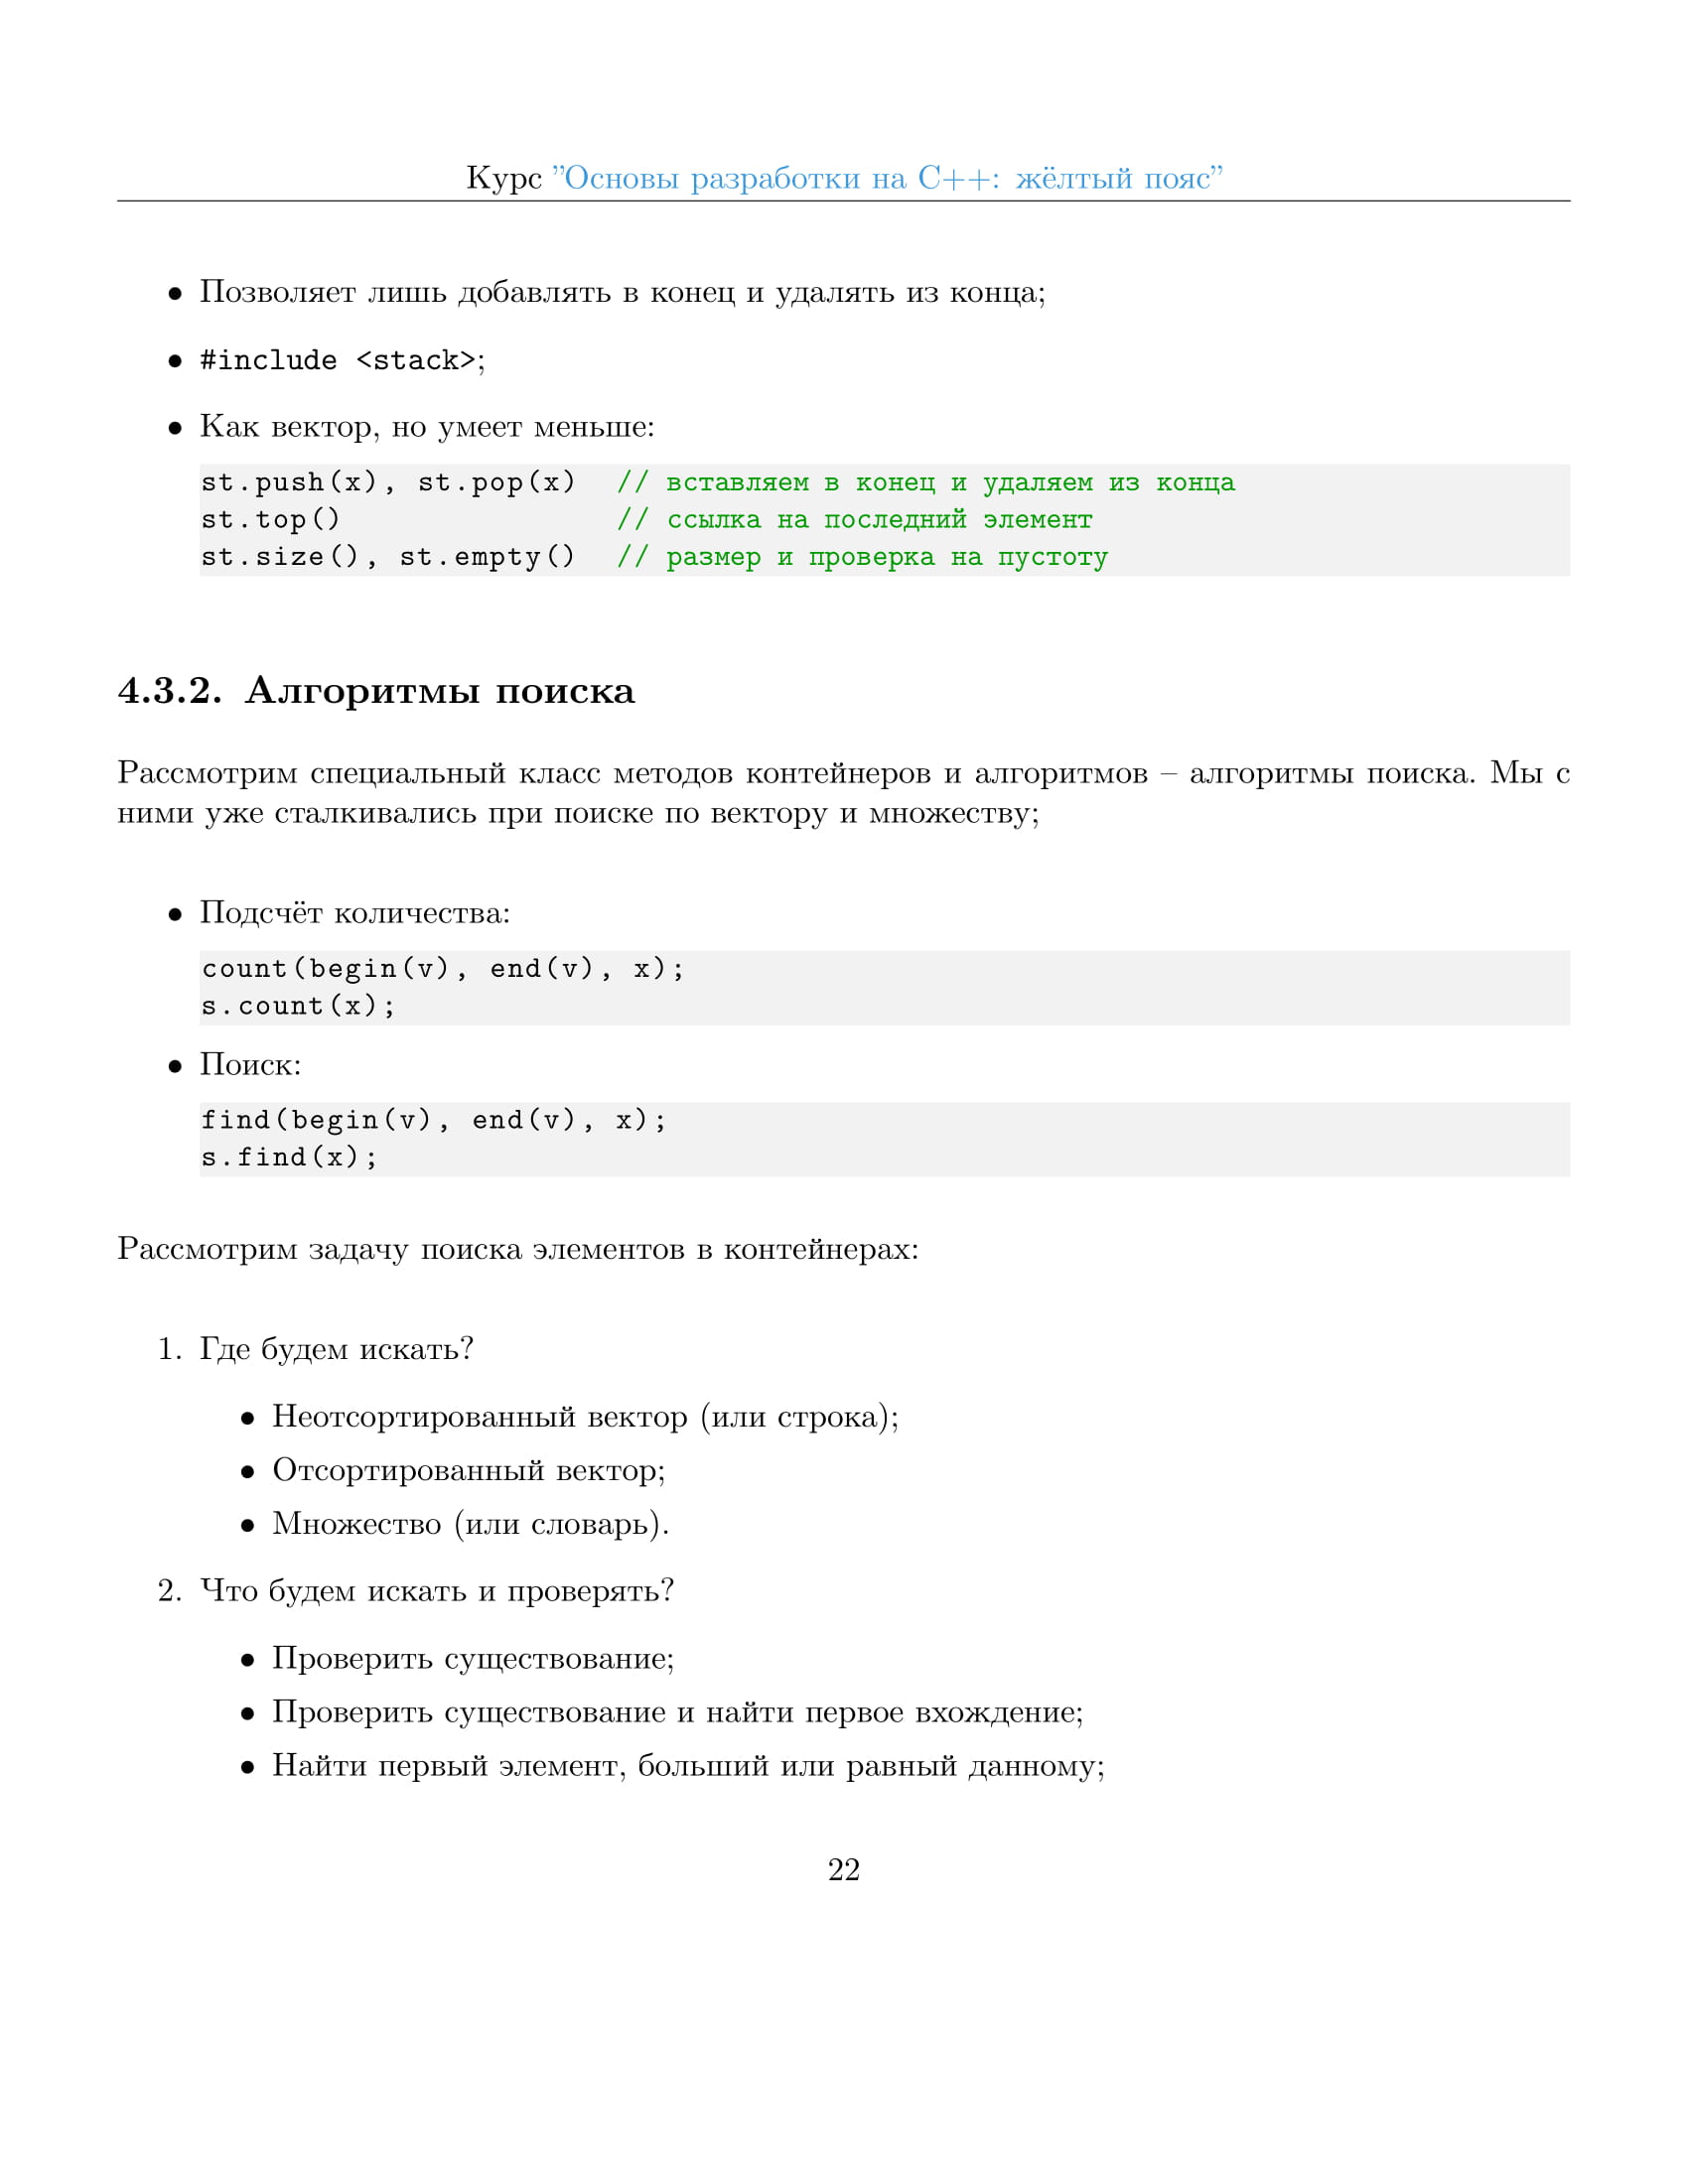 Курс ”Основы разработки на C++: жёлтый пояс”
• Позволяет лишь добавлять в конец и удалять из конца;
• #include <stack>;
• Как вектор, но умеет меньше:
st.push(x), st.pop(x)  // вставляем в конец и удаляем из конца
st.top()               // ссылка на последний элемент
st.size(), st.empty()  // размер и проверка на пустоту
4.3.2. Алгоритмы поиска
Рассмотрим специальный класс методов контейнеров и алгоритмов – алгоритмы поиска. Мы с
ними уже сталкивались при поиске по вектору и множеству;
• Подсчёт количества:
count(begin(v), end(v), x);
s.count(x);
• Поиск:
find(begin(v), end(v), x);
s.find(x);
Рассмотрим задачу поиска элементов в контейнерах:
1. Где будем искать?
• Неотсортированный вектор (или строка);
• Отсортированный вектор;
• Множество (или словарь).
2. Что будем искать и проверять?
• Проверить существование;
• Проверить существование и найти первое вхождение;
• Найти первый элемент, больший или равный данному;
22